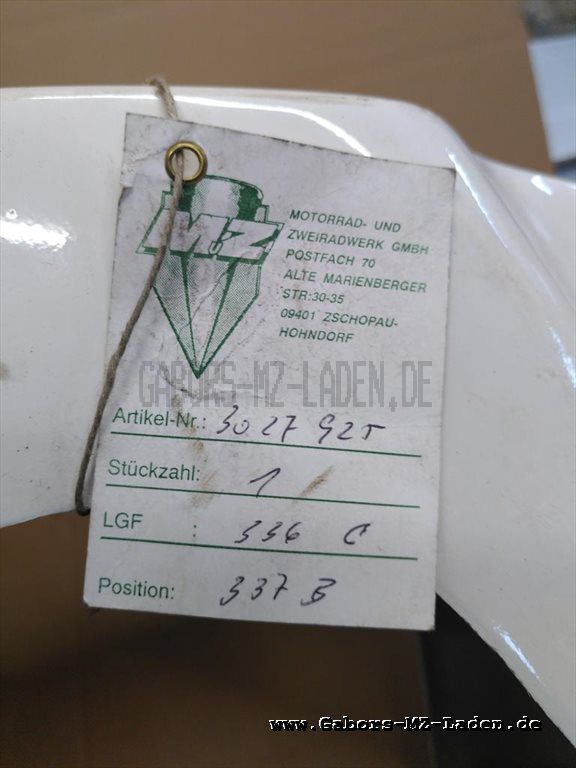 MZ
MOTORRAD- UND
ZWEIRADWERK GMBH
POSTFACH 70
ALTE MARIENBERGER
STR:30-35
09401 ZSCHOPAU-
HOHNDORF
GABORS-MZ-LADEN.DE
Artikel-Nr.: 3027925
Stückzahl: 1
LGF : 336 C
Position: 337 B
www.Gabors-MZ-Laden.de